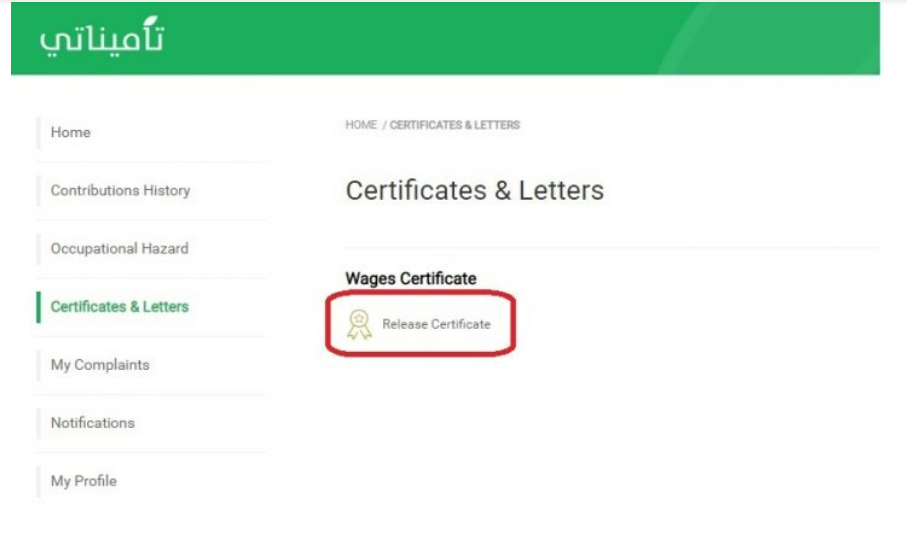 تأميناتي
Home
Contributions History
Occupational Hazard
Certificates & Letters
My Complaints
Notifications
My Profile
HOME / CERTIFICATES & LETTERS
Certificates & Letters
Wages Certificate
Release Certificate